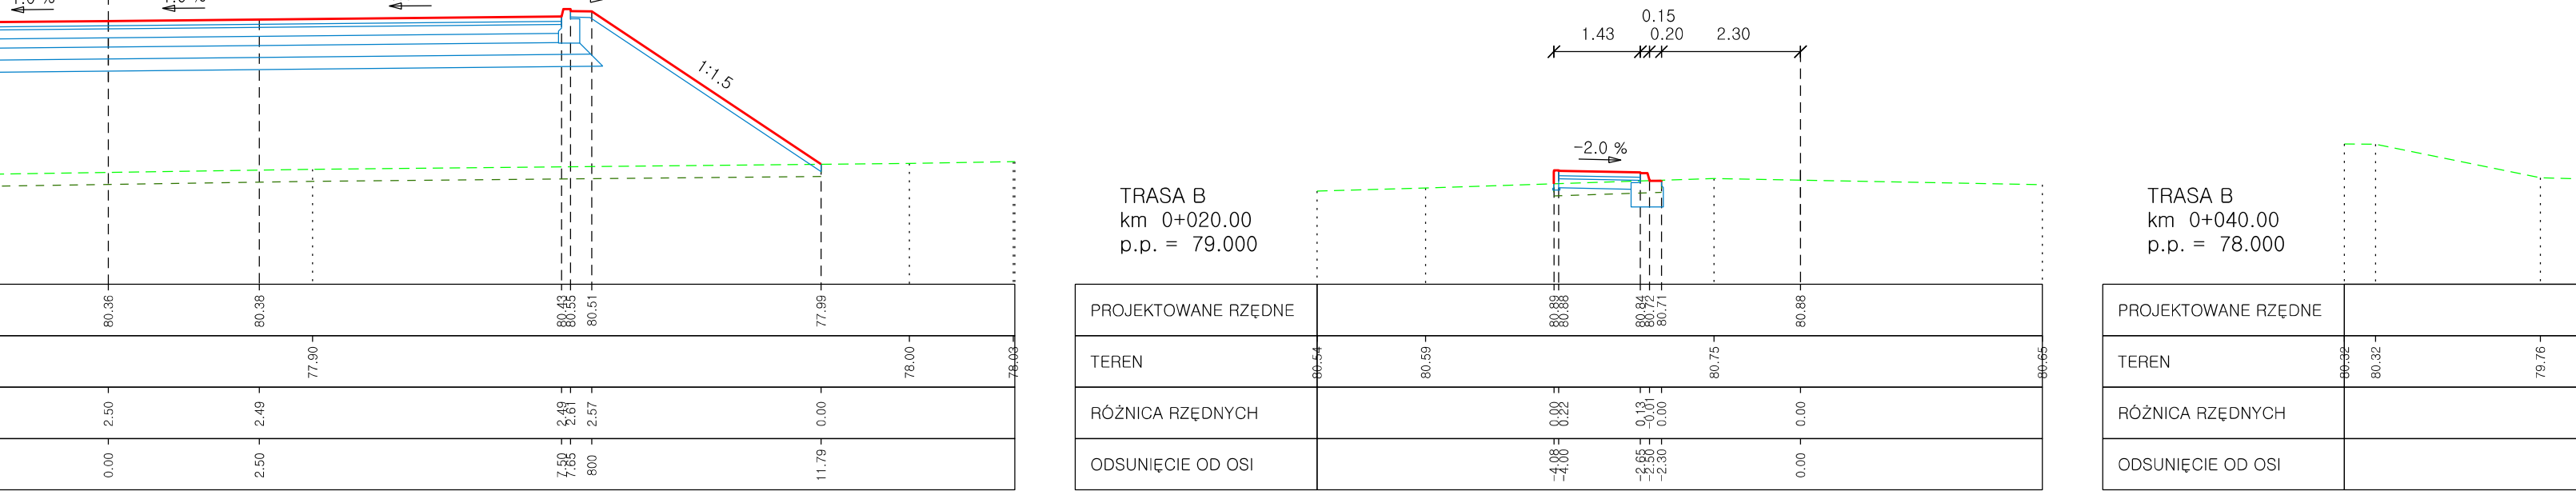 1:1.5
80.36 80.38 80.43 80.55 80.51 77.99
77.90 78.00 78.03
2.50 2.49 2.49 2.61 2.57 0.00
0.00 2.50 7.50 7.65 800 11.79
0.15
1.43 0.20 2.30
-2.0 %
TRASA B
km 0+020.00
p.p. = 79.000
PROJEKTOWANE RZĘDNE 80.89 80.88 80.84 80.72 80.71 80.88
TEREN 80.54 80.59 80.75 80.65
RÓŻNICA RZĘDNYCH 0.00 0.22 0.13 -0.01 0.00 0.00
ODSUNIĘCIE OD OSI -4.08 -4.00 -2.65 -2.50 -2.30 0.00
TRASA B
km 0+040.00
p.p. = 78.000
PROJEKTOWANE RZĘDNE
TEREN 80.32 80.32 79.76
RÓŻNICA RZĘDNYCH
ODSUNIĘCIE OD OSI